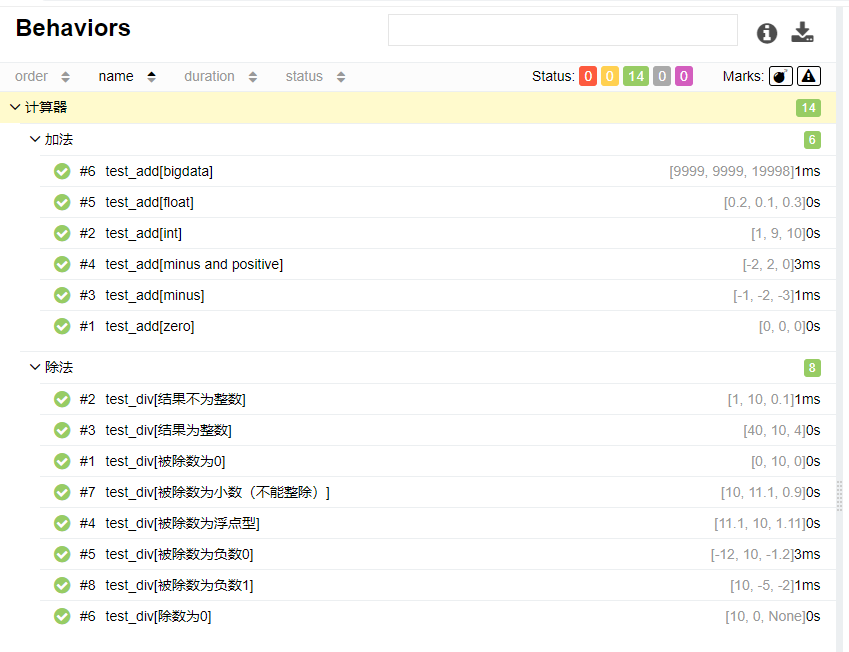 Behaviors
order name duration status Status: 0 0 14 0 0 Marks:
计算器 14
加法 6
#6 test_add[bigdata] [9999, 9999, 19998]1ms
#5 test_add[float] [0.2, 0.1, 0.3]0s
#2 test_add[int] [1, 9, 10]0s
#4 test_add[minus and positive] [-2, 2, 0]3ms
#3 test_add[minus] [-1, -2, -3]1ms
#1 test_add[zero] [0, 0, 0]0s
除法 8
#2 test_div[结果不为整数] [1, 10, 0.1]1ms
#3 test_div[结果为整数] [40, 10, 4]0s
#1 test_div[被除数为0] [0, 10, 0]0s
#7 test_div[被除数为小数（不能整除）] [10, 11.1, 0.9]0s
#4 test_div[被除数为浮点型] [11.1, 10, 1.11]0s
#5 test_div[被除数为负数0] [-12, 10, -1.2]3ms
#8 test_div[被除数为负数1] [10, -5, -2]1ms
#6 test_div[除数为0] [10, 0, None]0s